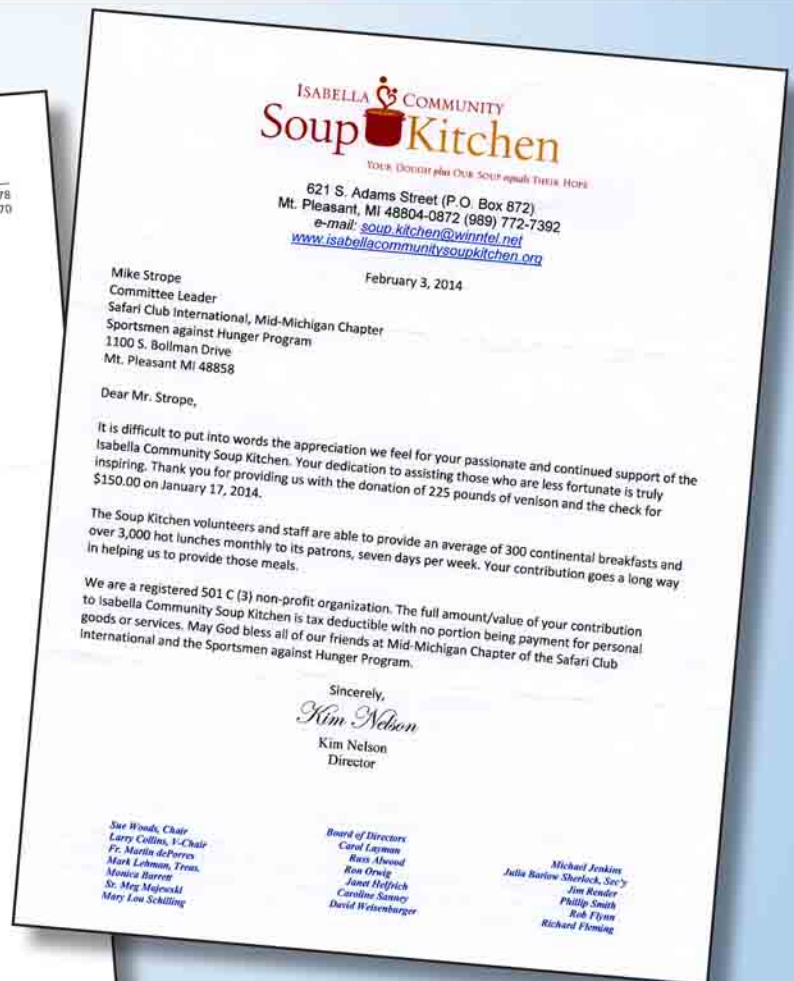 78
70
ISABELLA COMMUNITY
Soup Kitchen
YOUR DOUGH plus OUR SOUP equals THEIR HOPE
621 S. Adams Street (P.O. Box 872)
Mt. Pleasant, MI 48804-0872 (989) 772-7392
e-mail: soup.kitchen@winntel.net
www.isabellacommunitysoupkitchen.org
February 3, 2014
Mike Strope
Committee Leader
Safari Club International, Mid-Michigan Chapter
Sportsmen against Hunger Program
1100 S. Bollman Drive
Mt. Pleasant MI 48858
Dear Mr. Strope,
It is difficult to put into words the appreciation we feel for your passionate and continued support of the
Isabella Community Soup Kitchen. Your dedication to assisting those who are less fortunate is truly
inspiring. Thank you for providing us with the donation of 225 pounds of venison and the check for
$150.00 on January 17, 2014.
The Soup Kitchen volunteers and staff are able to provide an average of 300 continental breakfasts and
over 3,000 hot lunches monthly to its patrons, seven days per week. Your contribution goes a long way
in helping us to provide those meals.
We are a registered 501 C (3) non-profit organization. The full amount/value of your contribution
to Isabella Community Soup Kitchen is tax deductible with no portion being payment for personal
goods or services. May God bless all of our friends at Mid-Michigan Chapter of the Safari Club
International and the Sportsmen against Hunger Program.
Sincerely,
Kim Nelson
Kim Nelson
Director
Sue Woods, Chair
Larry Collins, V-Chair
Fr. Martin dePorres
Mark Lehman, Treas.
Monica Barrett
Sr. Meg Majewski
Mary Lou Schilling
Board of Directors
Carol Layman
Russ Alwood
Ron Orwig
Janet Helfrich
Caroline Sanney
David Weisenburger
Michael Jenkins
Julia Barlow Sherlock, Sec'y
Jim Render
Phillip Smith
Rob Flynn
Richard Fleming